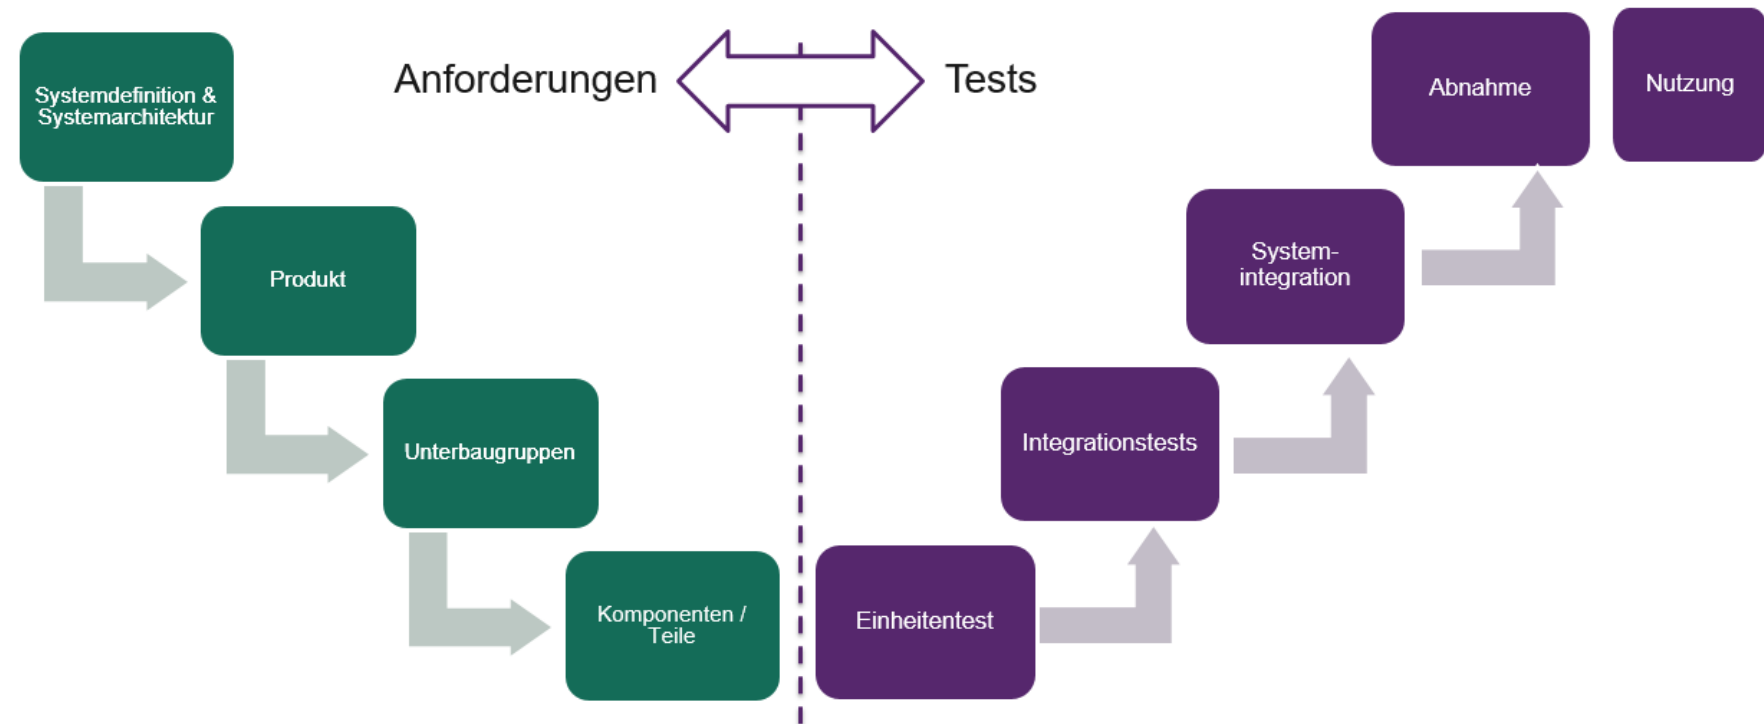 Systemdefinition &
Systemarchitektur
Anforderungen
Tests
Abnahme
Nutzung
Produkt
System-
integration
Unterbaugruppen
Integrationstests
Komponenten /
Teile
Einheitentest